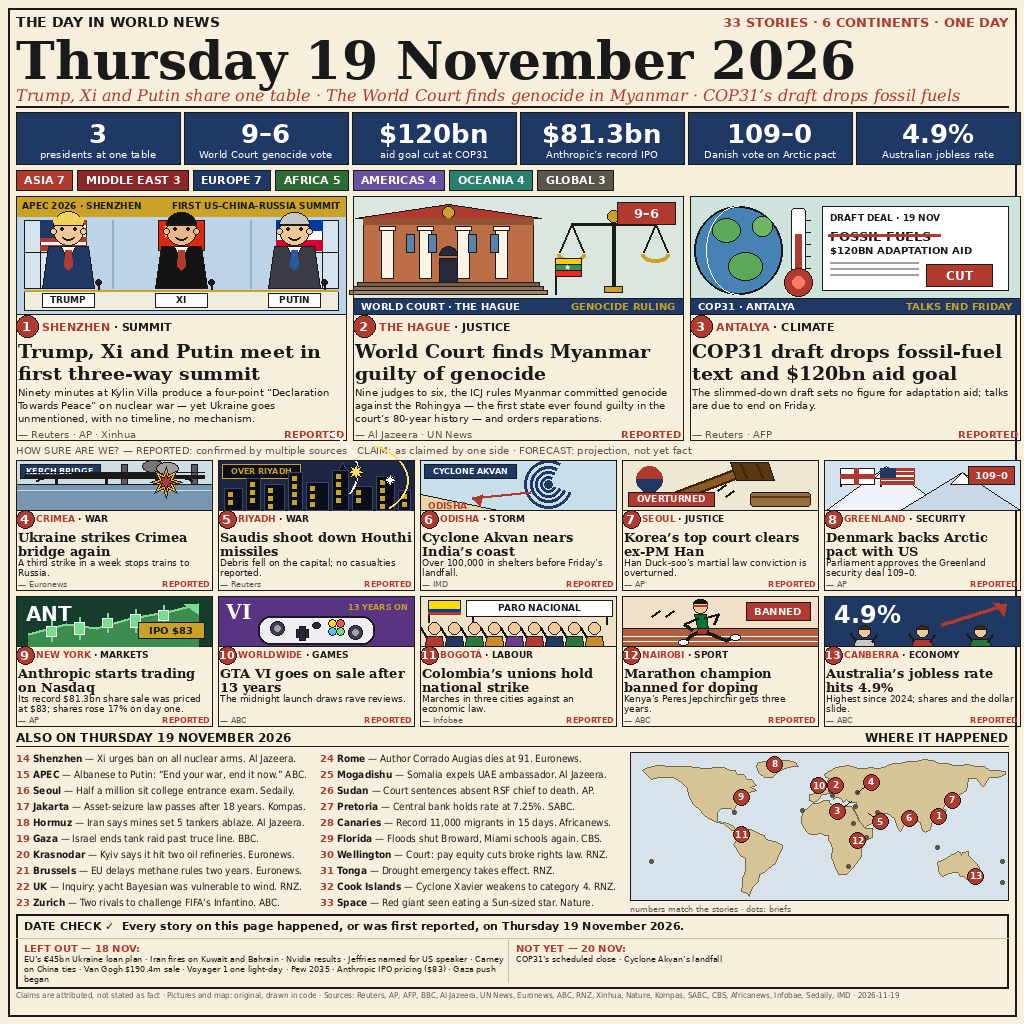 THE DAY IN WORLD NEWS
33 STORIES · 6 CONTINENTS · ONE DAY
Thursday 19 November 2026
Trump, Xi and Putin share one table · The World Court finds genocide in Myanmar · COP31’s draft drops fossil fuels
3
presidents at one table
9–6
World Court genocide vote
$120bn
aid goal cut at COP31
$81.3bn
Anthropic’s record IPO
109–0
Danish vote on Arctic pact
4.9%
Australian jobless rate
ASIA 7
MIDDLE EAST 3
EUROPE 7
AFRICA 5
AMERICAS 4
OCEANIA 4
GLOBAL 3
APEC 2026 · SHENZHEN
FIRST US–CHINA–RUSSIA SUMMIT
TRUMP
XI
PUTIN
1 SHENZHEN · SUMMIT
Trump, Xi and Putin meet in
first three-way summit
Ninety minutes at Kylin Villa produce a four-point “Declaration
Towards Peace” on nuclear war — yet Ukraine goes
unmentioned, with no timeline, no mechanism.
— Reuters · AP · Xinhua
REPORTED
9–6
WORLD COURT · THE HAGUE
GENOCIDE RULING
2 THE HAGUE · JUSTICE
World Court finds Myanmar
guilty of genocide
Nine judges to six, the ICJ rules Myanmar committed genocide
against the Rohingya — the first state ever found guilty in the
court’s 80-year history — and orders reparations.
— Al Jazeera · UN News
REPORTED
DRAFT DEAL · 19 NOV
FOSSIL FUELS
$120BN ADAPTATION AID
CUT
COP31 · ANTALYA
TALKS END FRIDAY
3 ANTALYA · CLIMATE
COP31 draft drops fossil-fuel
text and $120bn aid goal
The slimmed-down draft sets no figure for adaptation aid; talks
are due to end on Friday.
— Reuters · AFP
REPORTED
HOW SURE ARE WE? — REPORTED: confirmed by multiple sources · CLAIM: as claimed by one side · FORECAST: projection, not yet fact
KERCH BRIDGE
4 CRIMEA · WAR
Ukraine strikes Crimea
bridge again
A third strike in a week stops trains to
Russia.
— Euronews
REPORTED
OVER RIYADH
5 RIYADH · WAR
Saudis shoot down Houthi
missiles
Debris fell on the capital; no casualties
reported.
— Reuters
REPORTED
CYCLONE AKVAN
ODISHA
6 ODISHA · STORM
Cyclone Akvan nears
India’s coast
Over 100,000 in shelters before Friday’s
landfall.
— IMD
REPORTED
OVERTURNED
7 SEOUL · JUSTICE
Korea’s top court clears
ex-PM Han
Han Duck-soo’s martial law conviction is
overturned.
— AP
REPORTED
109–0
8 GREENLAND · SECURITY
Denmark backs Arctic
pact with US
Parliament approves the Greenland
security deal 109–0.
— AP
REPORTED
ANT
IPO $83
9 NEW YORK · MARKETS
Anthropic starts trading
on Nasdaq
Its record $81.3bn share sale was priced
at $83; shares rose 17% on day one.
— AP
REPORTED
VI
13 YEARS ON
10 WORLDWIDE · GAMES
GTA VI goes on sale after
13 years
The midnight launch draws rave reviews.
— ABC
REPORTED
PARO NACIONAL
11 BOGOTÁ · LABOUR
Colombia’s unions hold
national strike
Marches in three cities against an
economic law.
— Infobae
REPORTED
BANNED
12 NAIROBI · SPORT
Marathon champion
banned for doping
Kenya’s Peres Jepchirchir gets three
years.
— ABC
REPORTED
4.9%
13 CANBERRA · ECONOMY
Australia’s jobless rate
hits 4.9%
Highest since 2024; shares and the dollar
slide.
— ABC
REPORTED
ALSO ON THURSDAY 19 NOVEMBER 2026
WHERE IT HAPPENED
14 Shenzhen — Xi urges ban on all nuclear arms. Al Jazeera.
15 APEC — Albanese to Putin: “End your war, end it now.” ABC.
16 Seoul — Half a million sit college entrance exam. Sedaily.
17 Jakarta — Asset-seizure law passes after 18 years. Kompas.
18 Hormuz — Iran says mines set 5 tankers ablaze. Al Jazeera.
19 Gaza — Israel ends tank raid past truce line. BBC.
20 Krasnodar — Kyiv says it hit two oil refineries. Euronews.
21 Brussels — EU delays methane rules two years. Euronews.
22 UK — Inquiry: yacht Bayesian was vulnerable to wind. RNZ.
23 Zurich — Two rivals to challenge FIFA’s Infantino. ABC.
24 Rome — Author Corrado Augias dies at 91. Euronews.
25 Mogadishu — Somalia expels UAE ambassador. Al Jazeera.
26 Sudan — Court sentences absent RSF chief to death. AP.
27 Pretoria — Central bank holds rate at 7.25%. SABC.
28 Canaries — Record 11,000 migrants in 15 days. Africanews.
29 Florida — Floods shut Broward, Miami schools again. CBS.
30 Wellington — Court: pay equity cuts broke rights law. RNZ.
31 Tonga — Drought emergency takes effect. RNZ.
32 Cook Islands — Cyclone Xavier weakens to category 4. RNZ.
33 Space — Red giant seen eating a Sun-sized star. Nature.
8
10
2
4
9
7
3
1
5
6
11
12
13
numbers match the stories · dots: briefs
DATE CHECK ✓ Every story on this page happened, or was first reported, on Thursday 19 November 2026.
LEFT OUT — 18 NOV:
EU’s €45bn Ukraine loan plan · Iran fires on Kuwait and Bahrain · Nvidia results · Jeffries named for US speaker · Carney
on China ties · Van Gogh $190.4m sale · Voyager 1 one light-day · Pew 2035 · Anthropic IPO pricing ($83) · Gaza push
began
NOT YET — 20 NOV:
COP31’s scheduled close · Cyclone Akvan’s landfall
Claims are attributed, not stated as fact · Pictures and map: original, drawn in code · Sources: Reuters, AP, AFP, BBC, Al Jazeera, UN News, Euronews, ABC, RNZ, Xinhua, Nature, Kompas, SABC, CBS, Africanews, Infobae, Sedaily, IMD · 2026-11-19